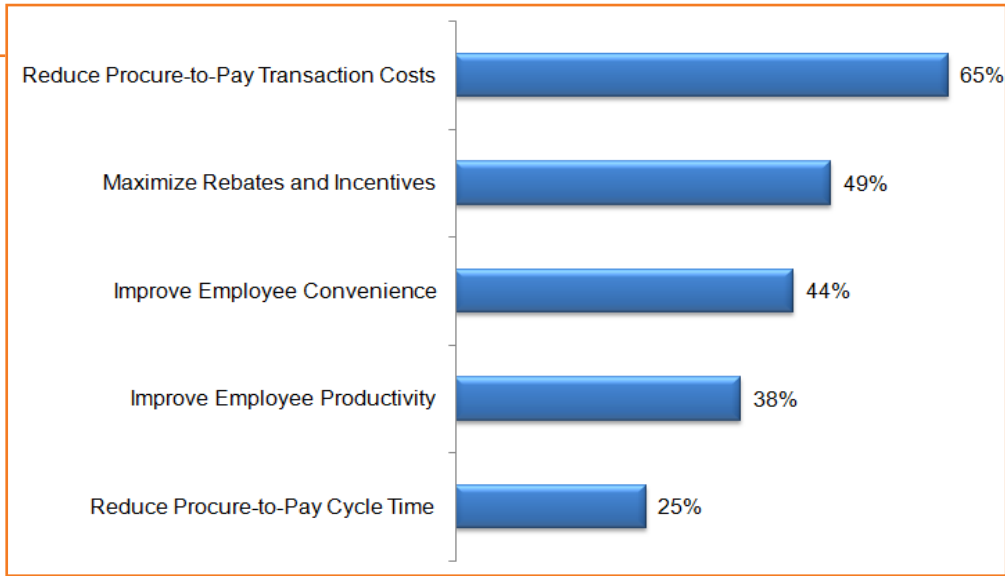 Reduce Procure-to-Pay Transaction Costs 65%
Maximize Rebates and Incentives 49%
Improve Employee Convenience 44%
Improve Employee Productivity 38%
Reduce Procure-to-Pay Cycle Time 25%